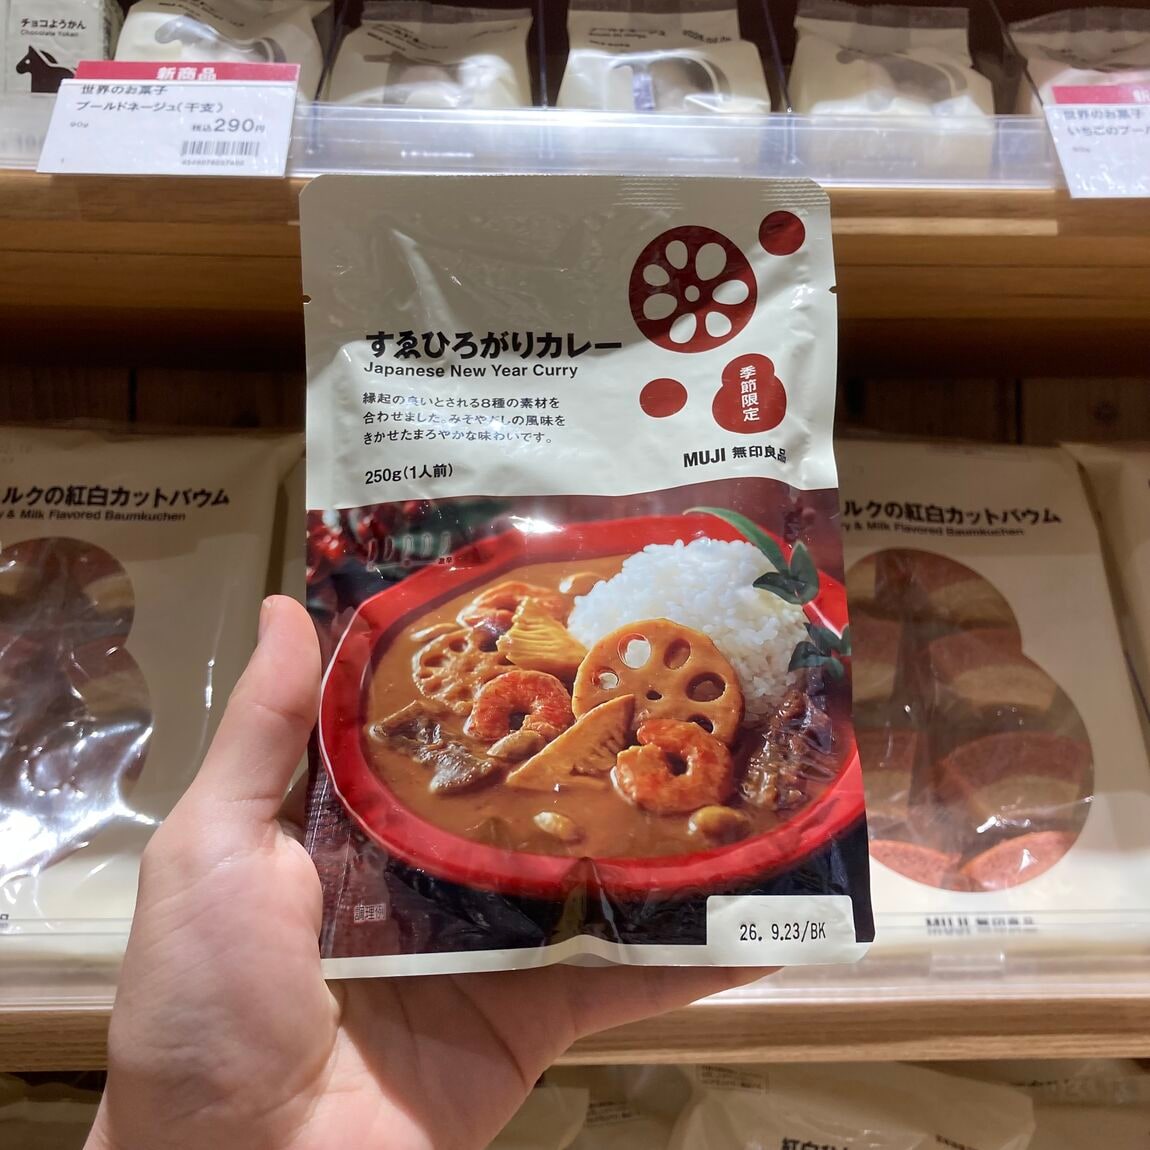 チョコようかん
Chocolate Yokan
新商品
世界のお菓子
ブールドネージュ(干支)
90g
税込290円
世界のお菓子
いちごのブール
すゑひろがりカレー
Japanese New Year Curry
縁起の良いとされる8種の素材を
合わせました。みそやだしの風味を
きかせたまろやかな味わいです。
250g(1人前)
季節限定
MUJI 無印良品
調理例
26. 9.23/BK
ルクの紅白カットバウム
& Milk Flavored Baumkuchen
ルクの紅白カットバウム
y & Milk Flavored Baumkuchen
MUJI 無印良品
紅白